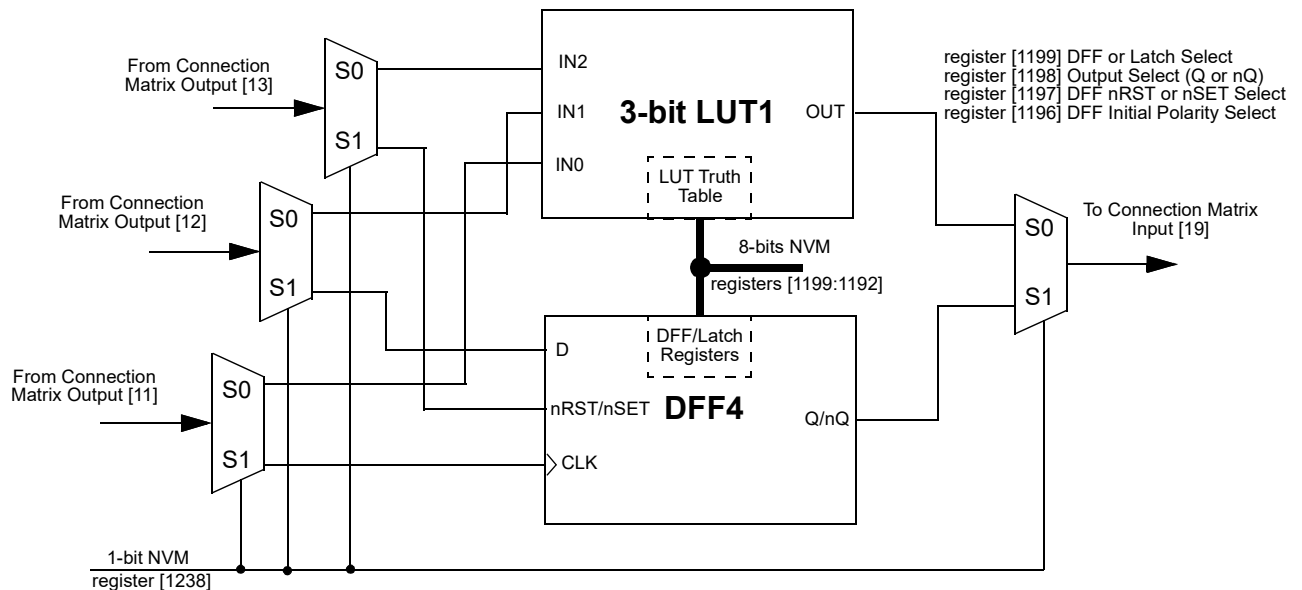 From Connection
Matrix Output [13]
S0
S1
IN2
IN1
IN0
3-bit LUT1
OUT
LUT Truth
Table
register [1199] DFF or Latch Select
register [1198] Output Select (Q or nQ)
register [1197] DFF nRST or nSET Select
register [1196] DFF Initial Polarity Select
From Connection
Matrix Output [12]
S0
S1
8-bits NVM
registers [1199:1192]
To Connection Matrix
Input [19]
S0
S1
From Connection
Matrix Output [11]
S0
S1
D
nRST/nSET
CLK
DFF/Latch
Registers
DFF4
Q/nQ
1-bit NVM
register [1238]